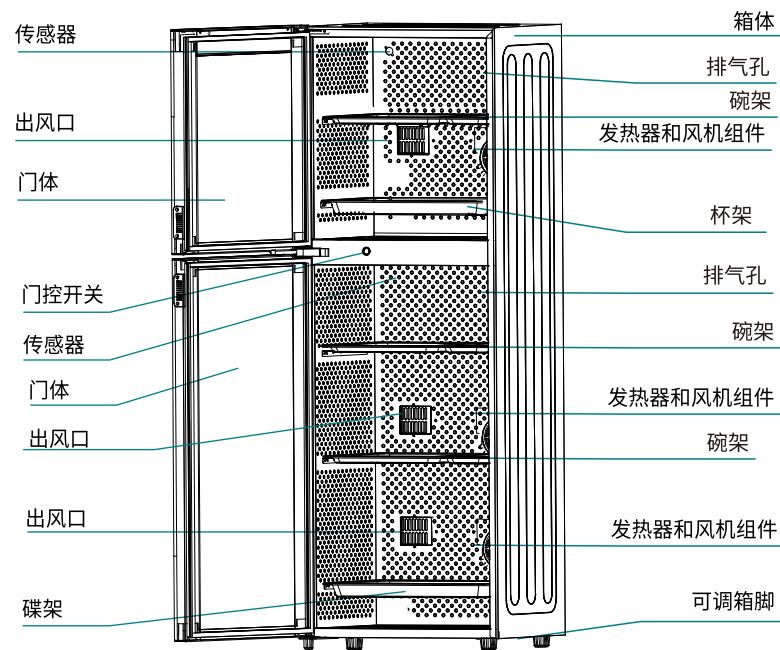 传感器
出风口
门体
门控开关
传感器
门体
出风口
出风口
碟架
箱体
排气孔
碗架
发热器和风机组件
杯架
排气孔
碗架
发热器和风机组件
碗架
发热器和风机组件
可调箱脚